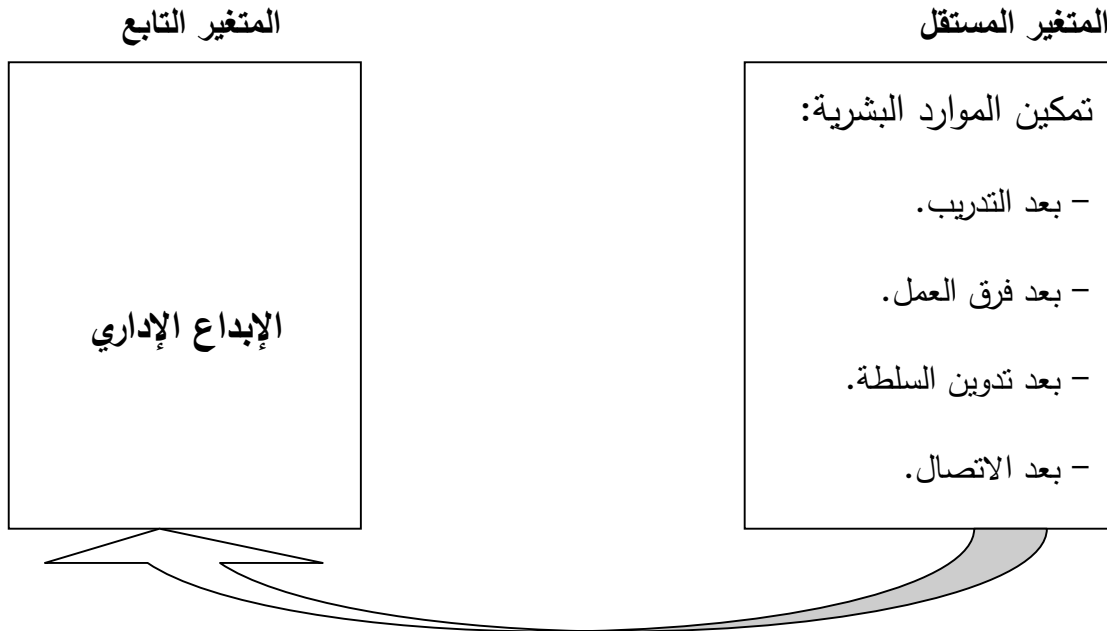 المتغير المستقل
تمكين الموارد البشرية:
- بعد التدريب.
- بعد فرق العمل.
- بعد تدوين السلطة.
- بعد الاتصال.
المتغير التابع
الإبداع الإداري